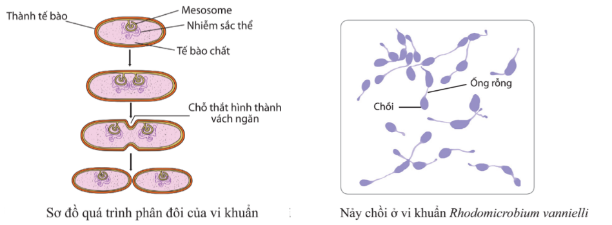 Thành tế bào
Mesosome
Nhiễm sắc thể
Tế bào chất
Chỗ thắt hình thành
vách ngăn
Sơ đồ quá trình phân đôi của vi khuẩn
Ống rỗng
Chồi
Nảy chồi ở vi khuẩn Rhodomicrobium vannielli